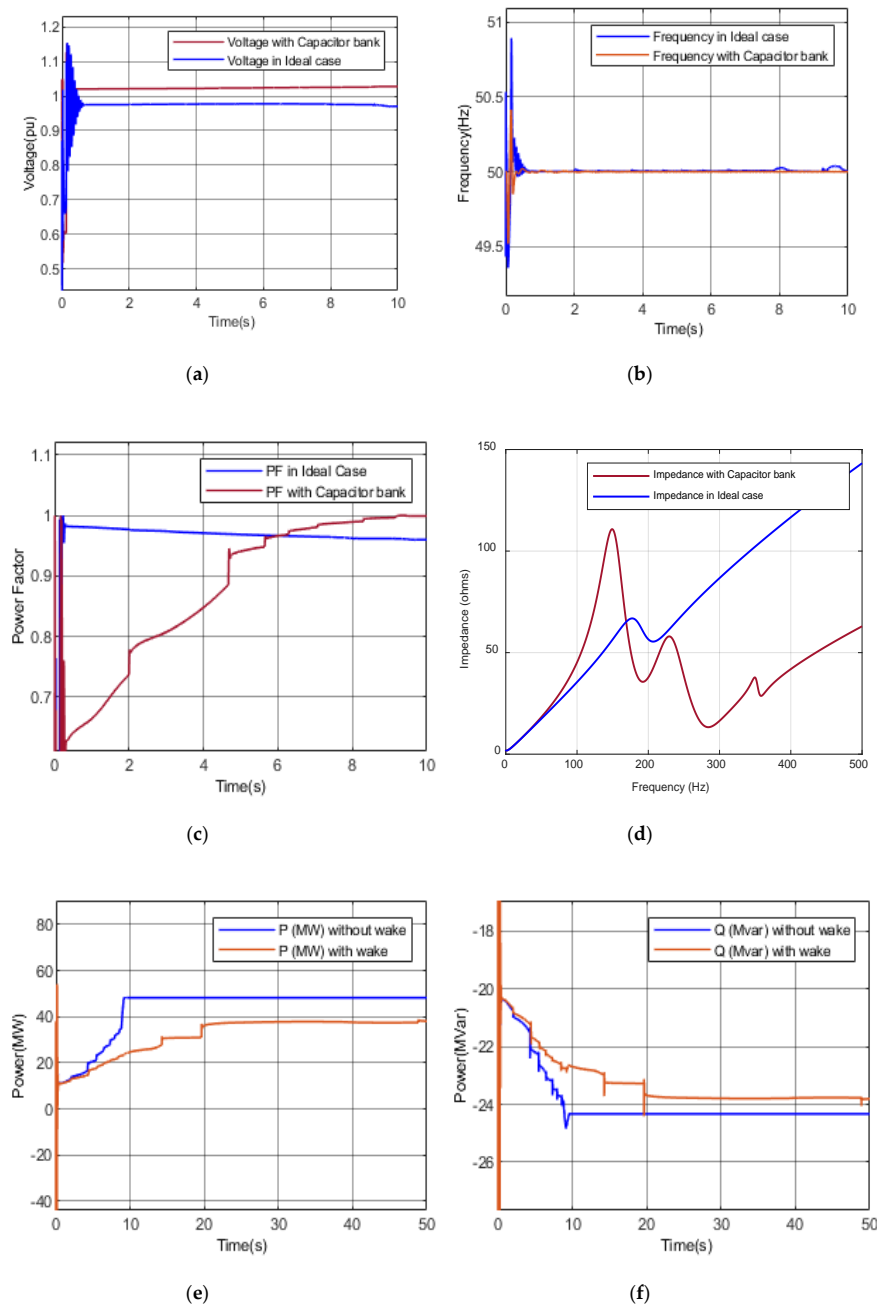 1.2
1.1
1
0.9
0.8
0.7
0.6
0.5
Voltage(pu)
Voltage with Capacitor bank
Voltage in Ideal case
0 2 4 6 8 10
Time(s)
(a)
51
50.5
50
49.5
Frequency(Hz)
Frequency in Ideal case
Frequency with Capacitor bank
0 2 4 6 8 10
Time(s)
(b)
1.1
1
0.9
0.8
0.7
Power Factor
PF in Ideal Case
PF with Capacitor bank
0 2 4 6 8 10
Time(s)
(c)
150
100
50
0
Impedance (ohms)
Impedance with Capacitor bank
Impedance in Ideal case
0 100 200 300 400 500
Frequency (Hz)
(d)
80
60
40
20
0
-20
-40
Power(MW)
P (MW) without wake
P (MW) with wake
0 10 20 30 40 50
Time(s)
(e)
-18
-20
-22
-24
-26
Power(MVar)
Q (Mvar) without wake
Q (Mvar) with wake
0 10 20 30 40 50
Time(s)
(f)